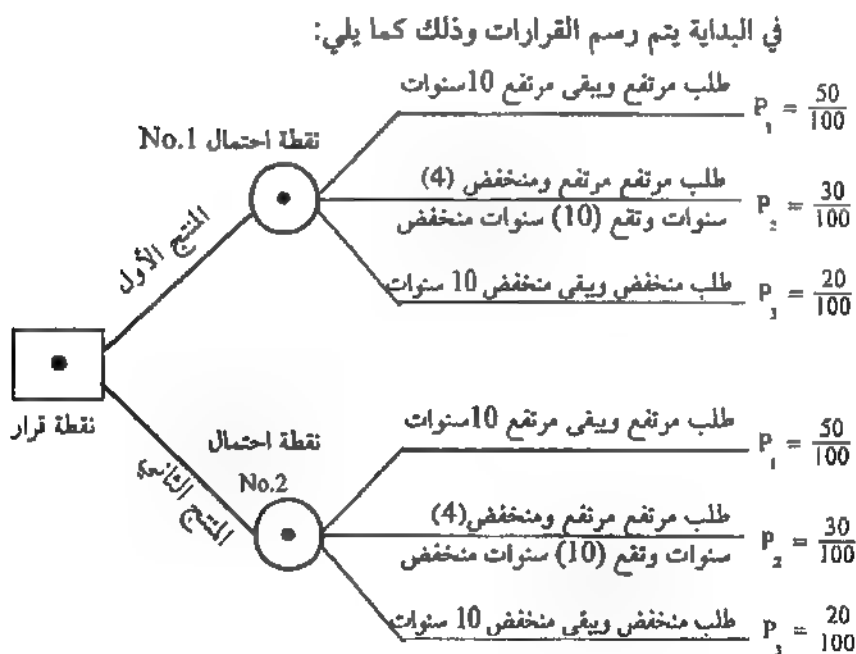 في البداية يتم رسم القرارات وذلك كما يلي:
طلب مرتفع ويبقى مرتفع 10سنوات
P₁ = 50/100
نقطة احتمال No.1
طلب مرتفع مرتفع ومنخفض (4)
سنوات وتقع (10) سنوات منخفض
P₂ = 30/100
المنتج الأول
طلب منخفض ويبقى منخفض 10 سنوات
P₃ = 20/100
نقطة قرار
طلب مرتفع ويبقى مرتفع 10سنوات
P₁ = 50/100
نقطة احتمال
No.2
المنتج الثاني
طلب مرتفع مرتفع ومنخفض(4)
سنوات وتقع (10) سنوات منخفض
P₂ = 30/100
طلب منخفض ويبقى منخفض 10 سنوات
P₃ = 20/100